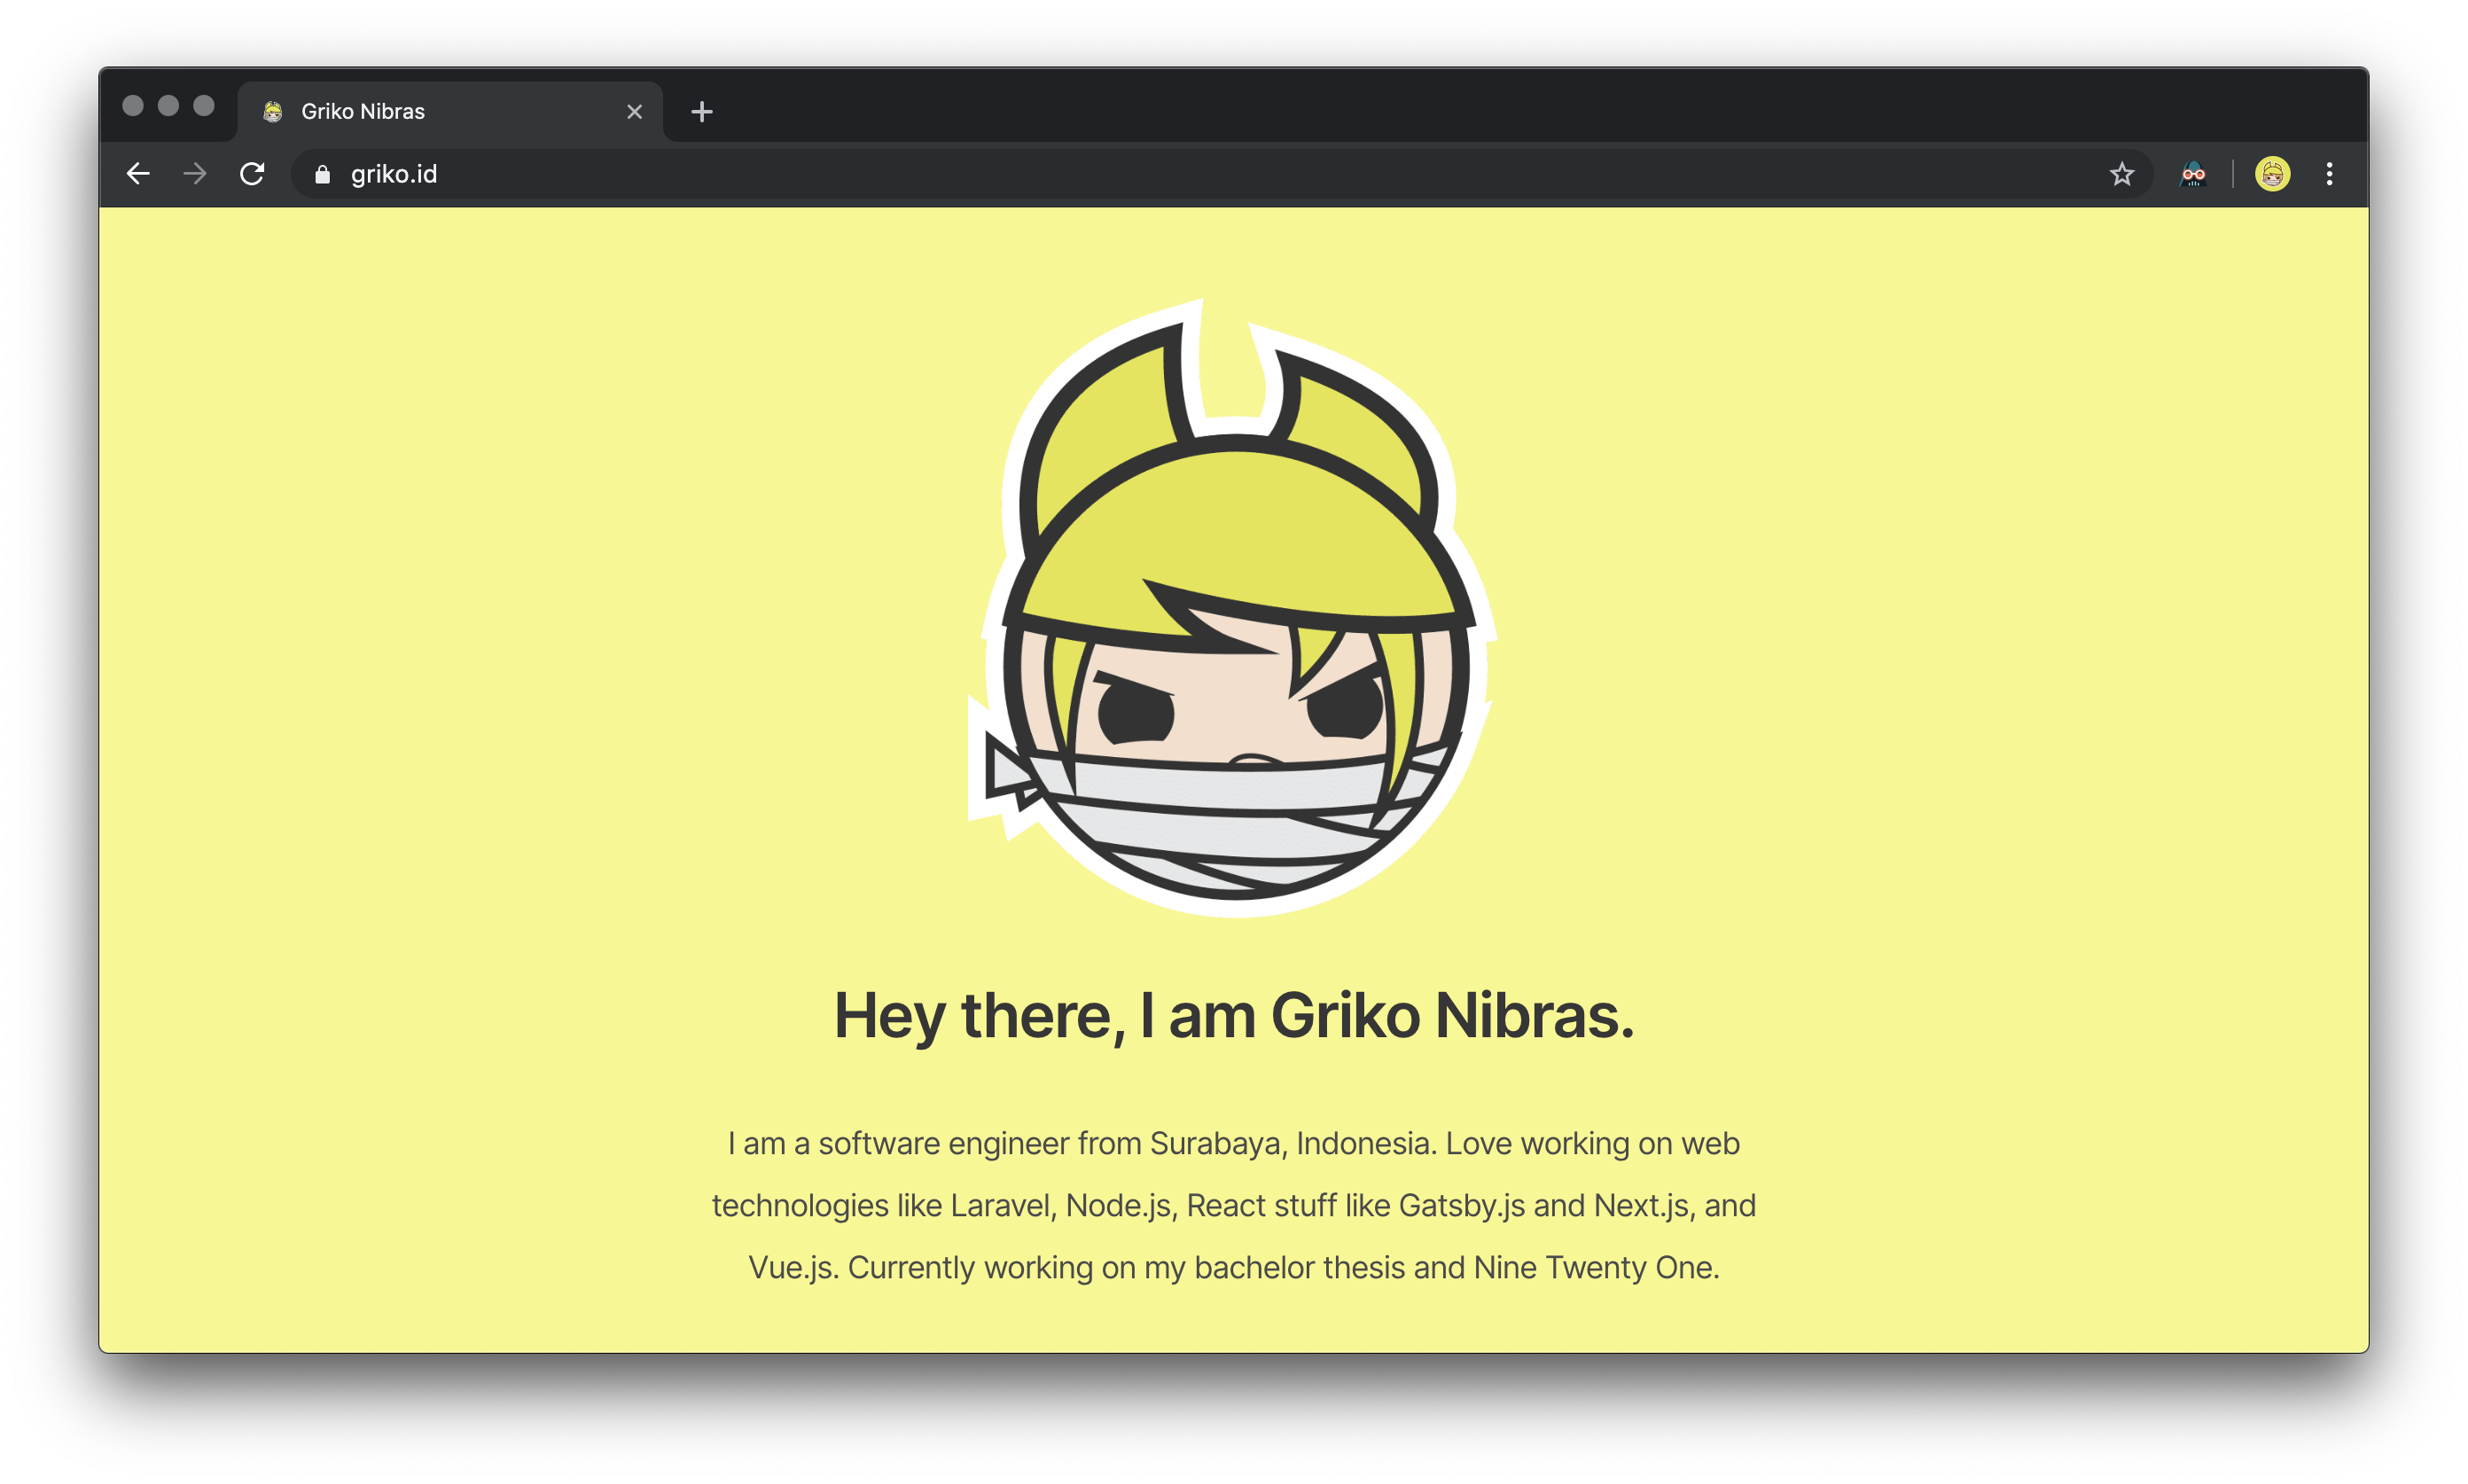 Griko Nibras
griko.id
Hey there, I am Griko Nibras.
I am a software engineer from Surabaya, Indonesia. Love working on web
technologies like Laravel, Node.js, React stuff like Gatsby.js and Next.js, and
Vue.js. Currently working on my bachelor thesis and Nine Twenty One.